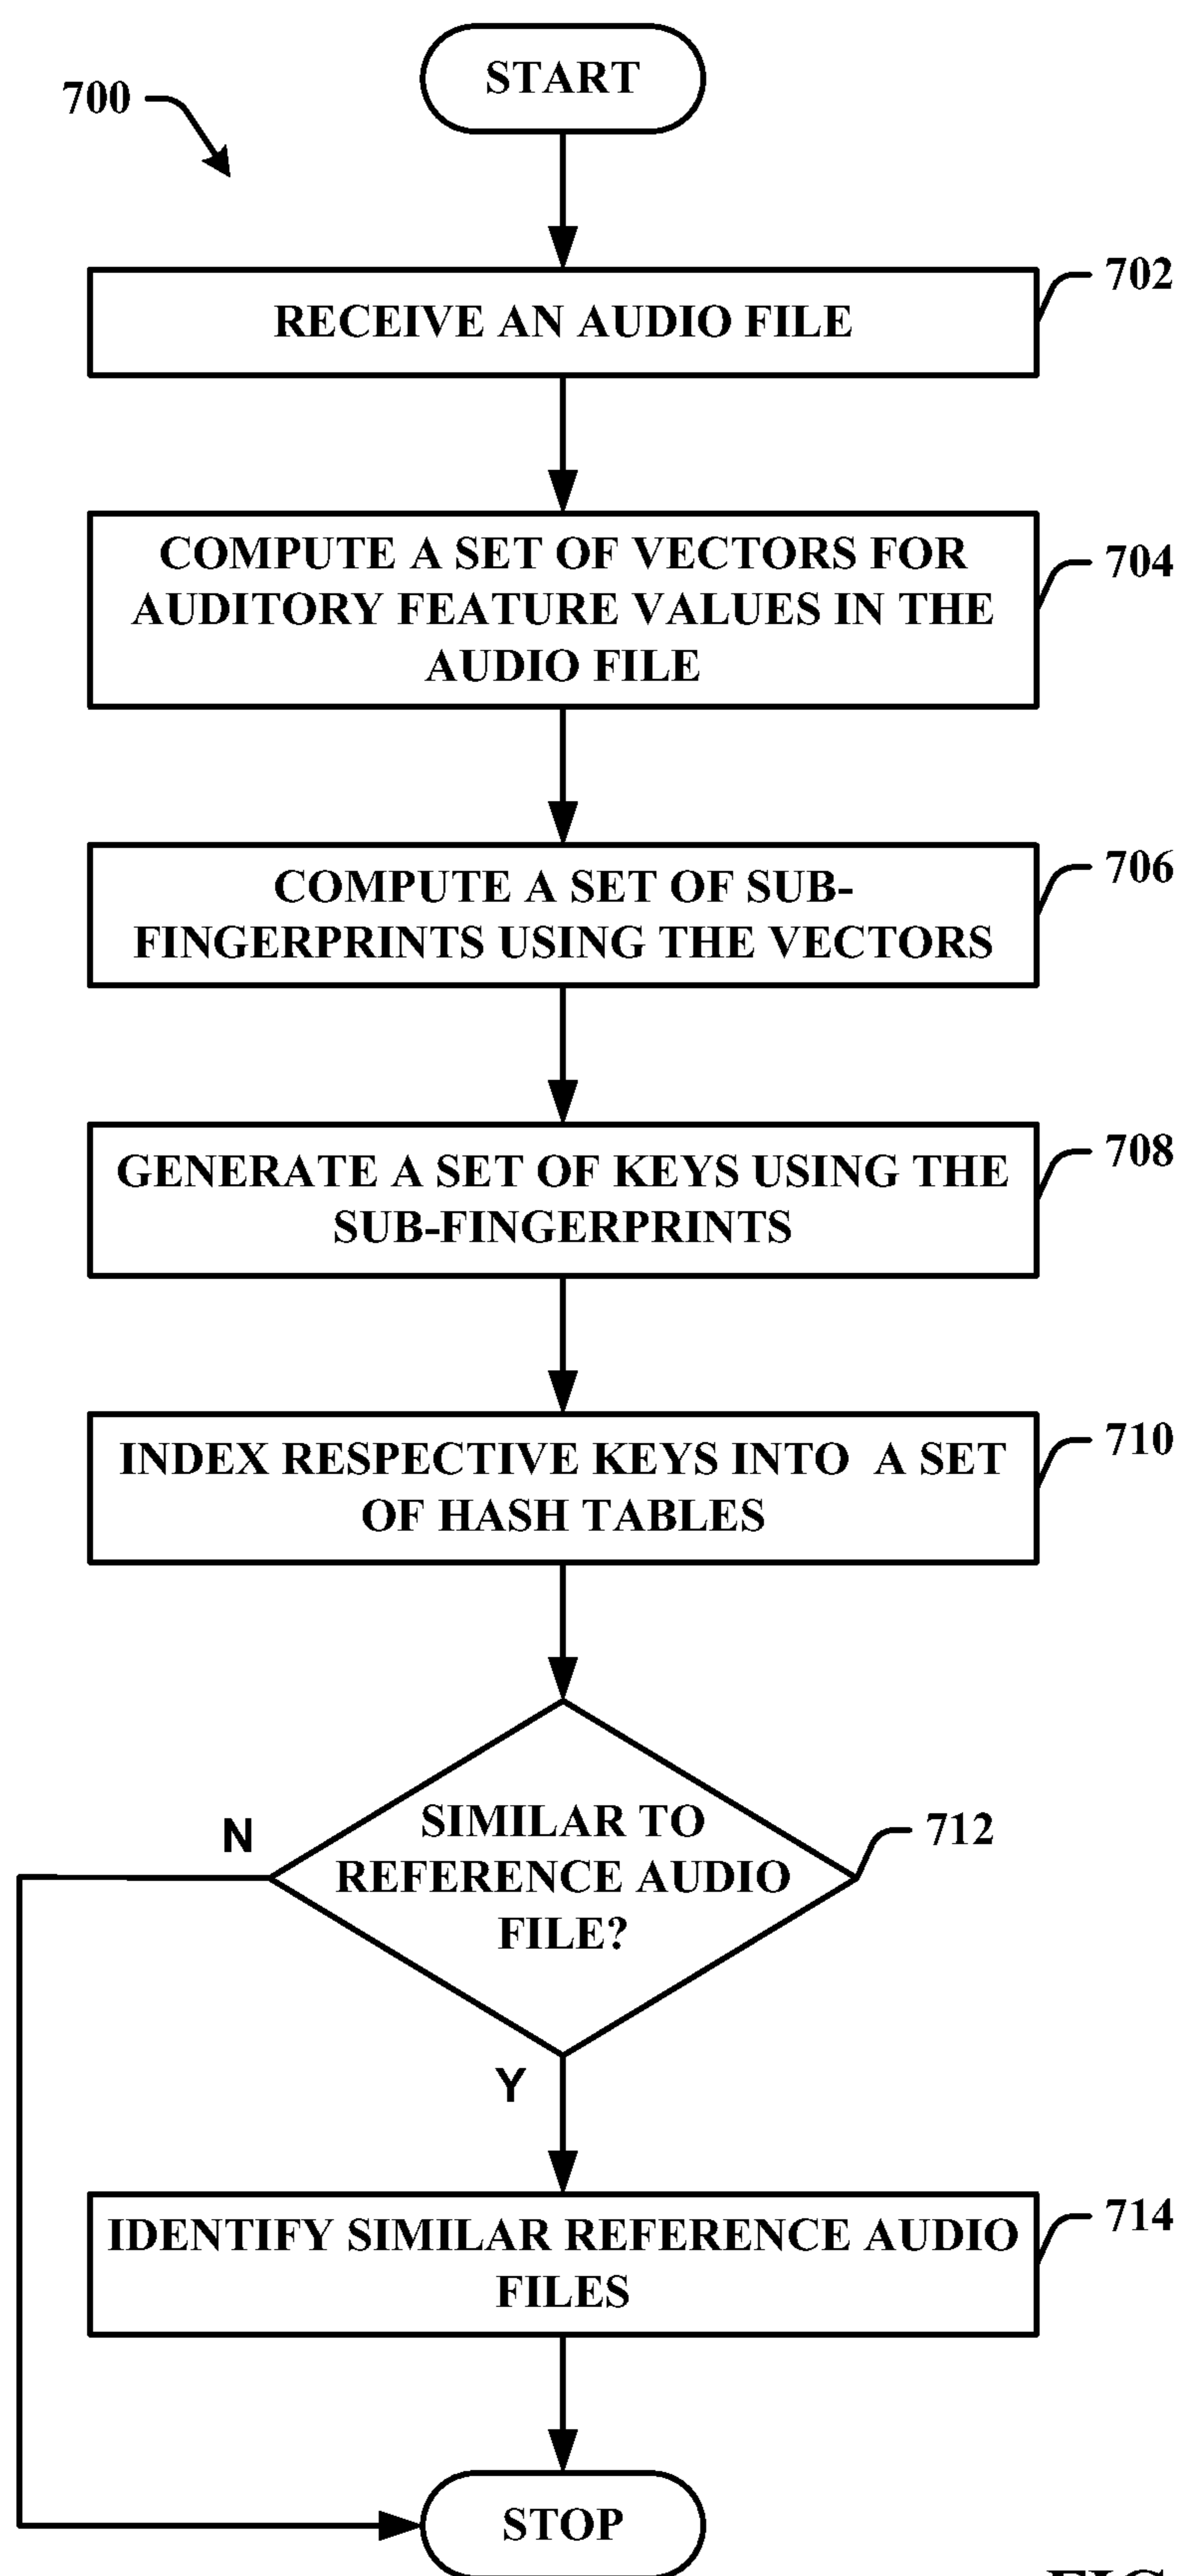 START
700
RECEIVE AN AUDIO FILE
702
COMPUTE A SET OF VECTORS FOR
AUDITORY FEATURE VALUES IN THE
AUDIO FILE
704
COMPUTE A SET OF SUB-
FINGERPRINTS USING THE VECTORS
706
GENERATE A SET OF KEYS USING THE
SUB-FINGERPRINTS
708
INDEX RESPECTIVE KEYS INTO A SET
OF HASH TABLES
710
SIMILAR TO
REFERENCE AUDIO
FILE?
712
N
Y
IDENTIFY SIMILAR REFERENCE AUDIO
FILES
714
STOP